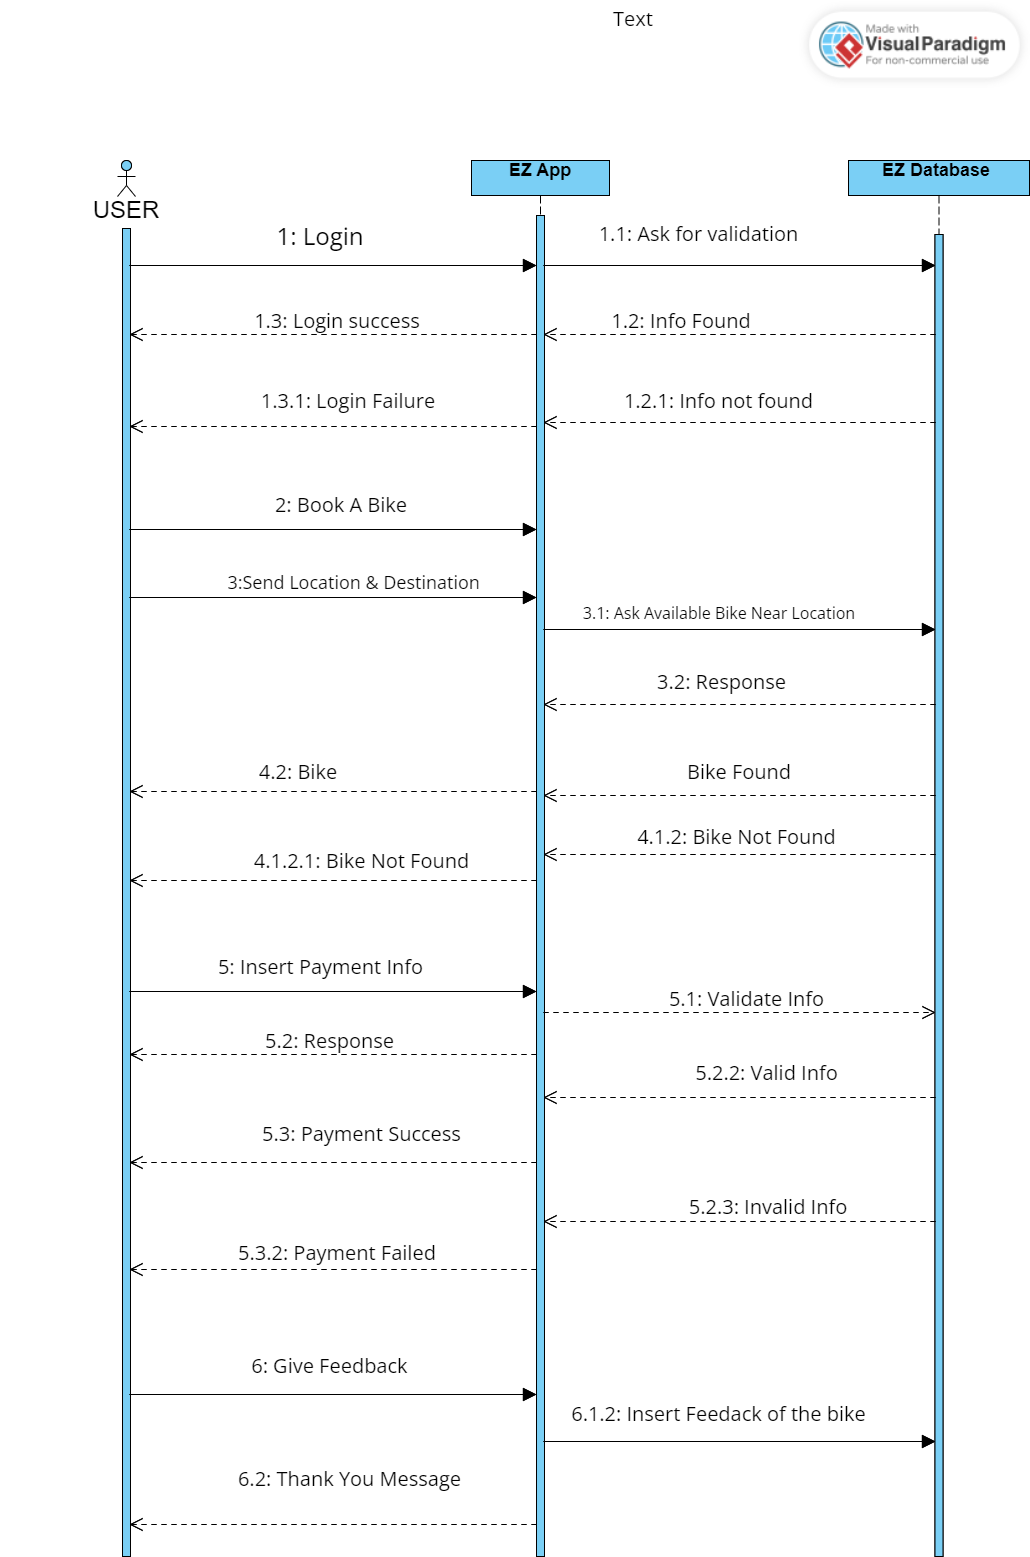 Text
Made with
Visual Paradigm
For non-commercial use
EZ App
EZ Database
USER
1: Login
1.1: Ask for validation
1.3: Login success
1.2: Info Found
1.3.1: Login Failure
1.2.1: Info not found
2: Book A Bike
3:Send Location & Destination
3.1: Ask Available Bike Near Location
3.2: Response
4.2: Bike
Bike Found
4.1.2: Bike Not Found
4.1.2.1: Bike Not Found
5: Insert Payment Info
5.1: Validate Info
5.2: Response
5.2.2: Valid Info
5.3: Payment Success
5.2.3: Invalid Info
5.3.2: Payment Failed
6: Give Feedback
6.1.2: Insert Feedack of the bike
6.2: Thank You Message